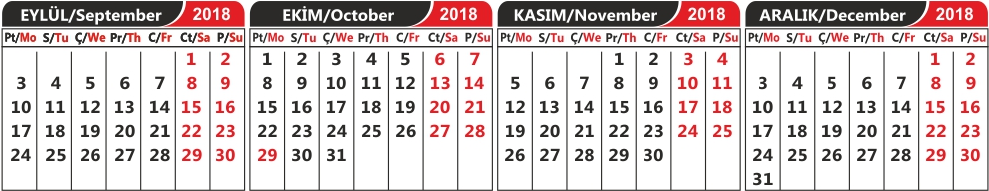 EYLÜL/September 2018
Pt/Mo S/Tu Ç/We Pr/Th C/Fr Ct/Sa P/Su
1 2
3 4 5 6 7 8 9
10 11 12 13 14 15 16
17 18 19 20 21 22 23
24 25 26 27 28 29 30
EKİM/October 2018
Pt/Mo S/Tu Ç/We Pr/Th C/Fr Ct/Sa P/Su
1 2 3 4 5 6 7
8 8 10 11 12 13 14
15 16 17 18 19 20 21
22 23 24 25 26 27 28
29 30 31
KASIM/November 2018
Pt/Mo S/Tu Ç/We Pr/Th C/Fr Ct/Sa P/Su
1 2 3 4
5 6 7 8 9 10 11
12 13 14 15 16 17 18
19 20 21 22 23 24 25
26 27 28 29 30
ARALIK/December 2018
Pt/Mo S/Tu Ç/We Pr/Th C/Fr Ct/Sa P/Su
1 2
3 4 5 6 7 8 9
10 11 12 13 14 15 16
17 18 19 20 21 22 23
24 25 26 27 28 29 30
31